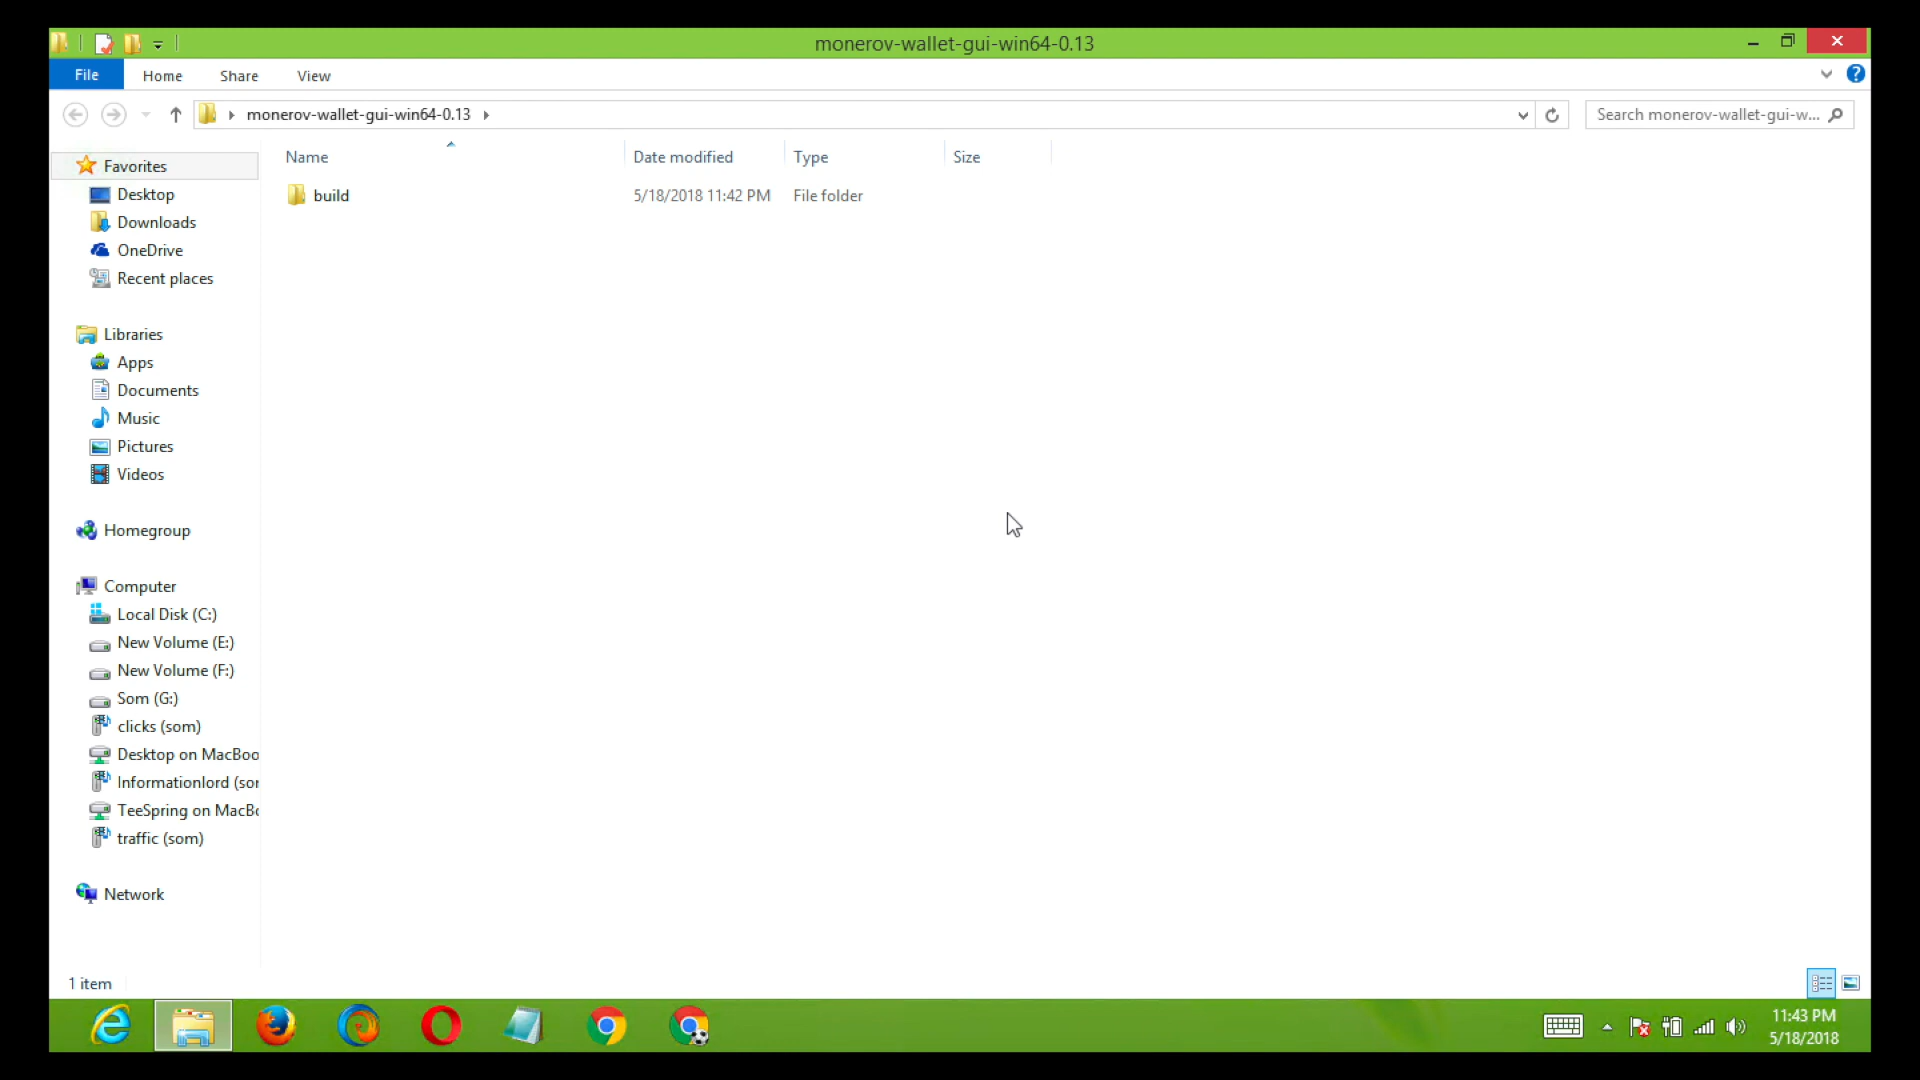 monerov-wallet-gui-win64-0.13
File
Home
Share
View
monerov-wallet-gui-win64-0.13
Search monerov-wallet-gui-w...
Name
Date modified
Type
Size
build
5/18/2018 11:42 PM
File folder
Favorites
Desktop
Downloads
OneDrive
Recent places
Libraries
Apps
Documents
Music
Pictures
Videos
Homegroup
Computer
Local Disk (C:)
New Volume (E:)
New Volume (F:)
Som (G:)
clicks (som)
Desktop on MacBoo
Informationlord (sor
TeeSpring on MacBo
traffic (som)
Network
1 item
11:43 PM
5/18/2018